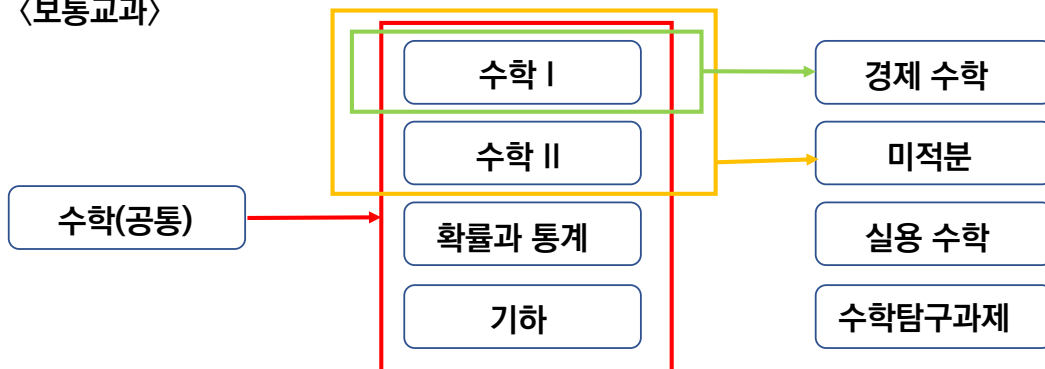 〈보통교과〉
수학Ⅰ
경제 수학
수학 Ⅱ
미적분
수학(공통)
확률과 통계
실용 수학
기하
수학탐구과제